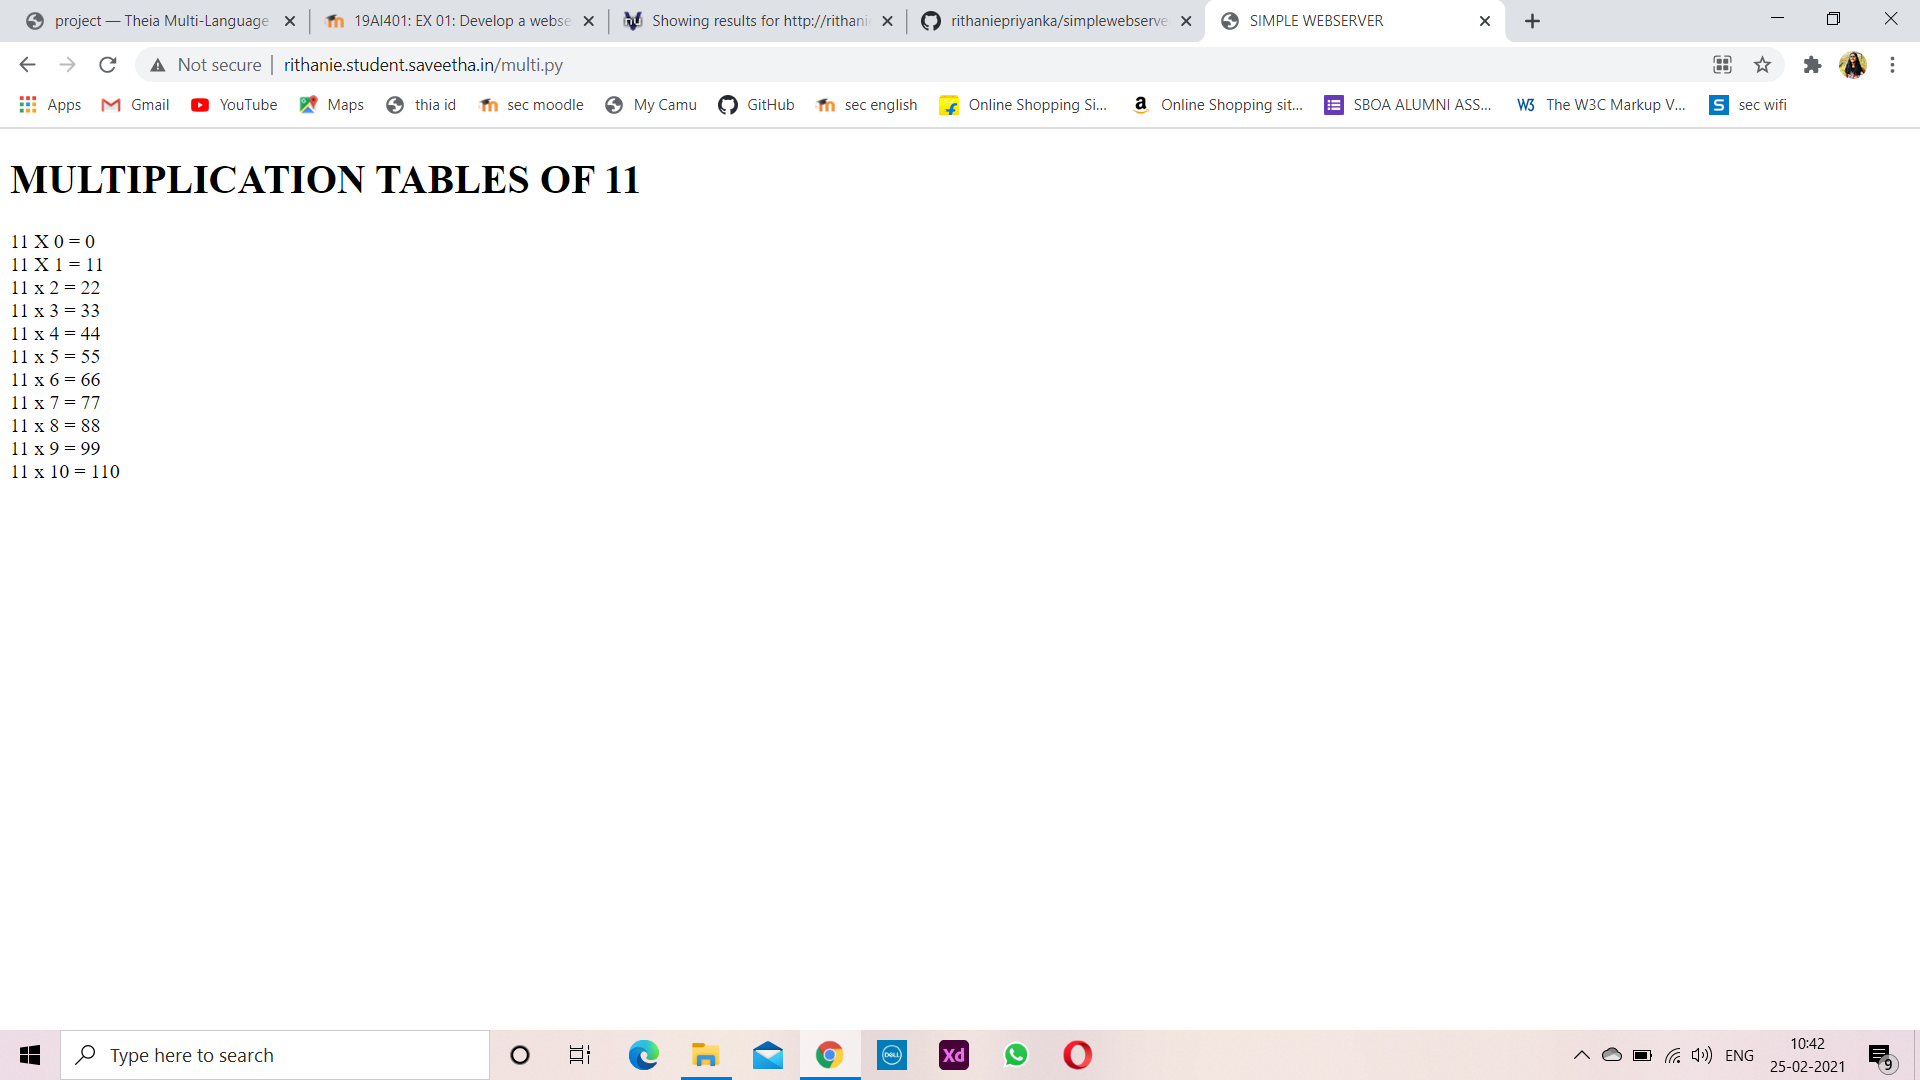 project — Theia Multi-Language
19AI401: EX 01: Develop a webse
Showing results for http://rithanie
rithaniepriyanka/simplewebserve
SIMPLE WEBSERVER
Not secure | rithanie.student.saveetha.in/multi.py
Apps
Gmail
YouTube
Maps
thia id
sec moodle
My Camu
GitHub
sec english
Online Shopping Si...
Online Shopping sit...
SBOA ALUMNI ASS...
The W3C Markup V...
sec wifi
MULTIPLICATION TABLES OF 11
11 X 0 = 0
11 X 1 = 11
11 x 2 = 22
11 x 3 = 33
11 x 4 = 44
11 x 5 = 55
11 x 6 = 66
11 x 7 = 77
11 x 8 = 88
11 x 9 = 99
11 x 10 = 110
Type here to search
DELL
Xd
ENG
10:42
25-02-2021
9